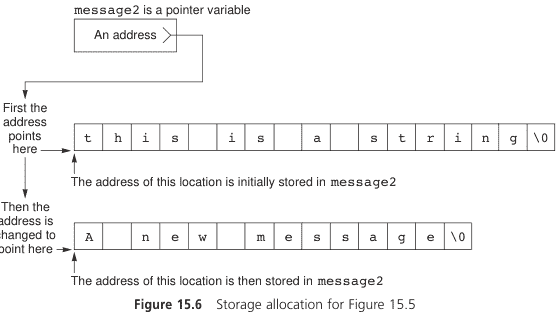 message2 is a pointer variable
An address
First the
address
points
here
t h i s i s a s t r i n g \0
The address of this location is initially stored in message2
Then the
address is
changed to
point here
A n e w m e s s a g e \0
The address of this location is then stored in message2
Figure 15.6 Storage allocation for Figure 15.5